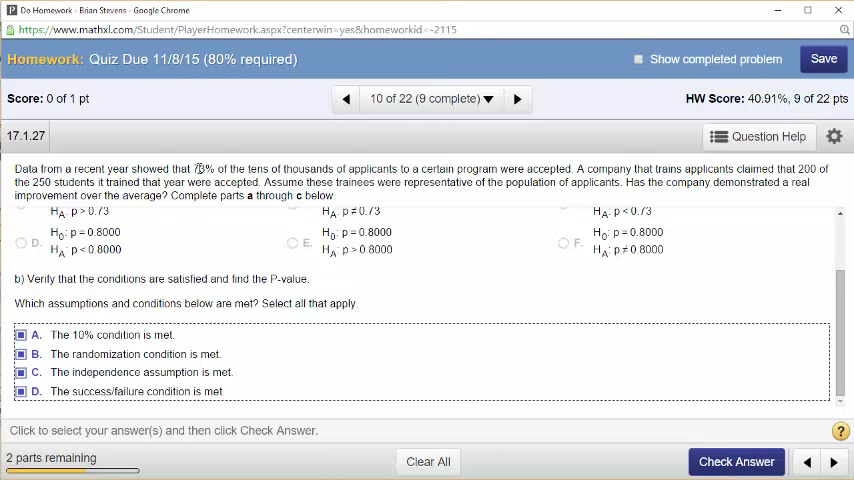 Do Homework - Brian Stevens - Google Chrome
https://www.mathxl.com/Student/PlayerHomework.aspx?centerwin=yes&homeworkid=-2115
Homework: Quiz Due 11/8/15 (80% required)
Show completed problem
Save
Score: 0 of 1 pt
10 of 22 (9 complete)
HW Score: 40.91%, 9 of 22 pts
17.1.27
Question Help
Data from a recent year showed that 73% of the tens of thousands of applicants to a certain program were accepted. A company that trains applicants claimed that 200 of
the 250 students it trained that year were accepted. Assume these trainees were representative of the population of applicants. Has the company demonstrated a real
improvement over the average? Complete parts a through c below.
HA: p > 0.73
HA: p ≠ 0.73
HA: p < 0.73
D.
H0: p = 0.8000
HA: p < 0.8000
E.
H0: p = 0.8000
HA: p > 0.8000
F.
H0: p = 0.8000
HA: p ≠ 0.8000
b) Verify that the conditions are satisfied and find the P-value.
Which assumptions and conditions below are met? Select all that apply.
A. The 10% condition is met.
B. The randomization condition is met.
C. The independence assumption is met.
D. The success/failure condition is met.
Click to select your answer(s) and then click Check Answer.
?
2 parts remaining
Clear All
Check Answer